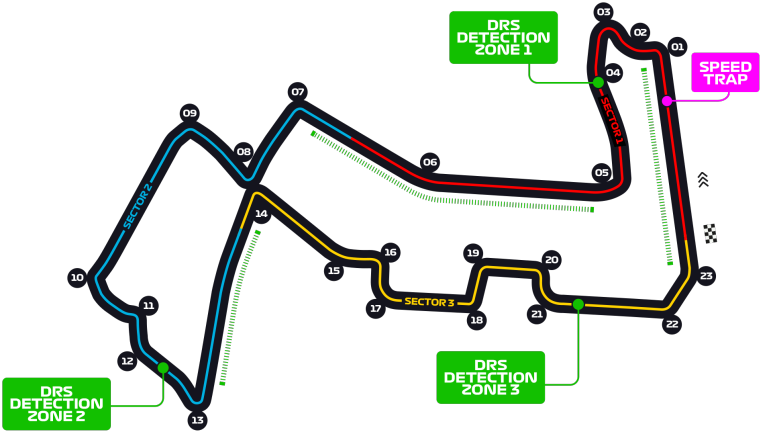 03
02
01
DRS
DETECTION
ZONE 1
SPEED
TRAP
04
SECTOR 1
07
09
08
06
05
SECTOR 2
14
15
16
19
20
23
10
11
17
SECTOR 3
18
21
22
12
DRS
DETECTION
ZONE 2
13
DRS
DETECTION
ZONE 3